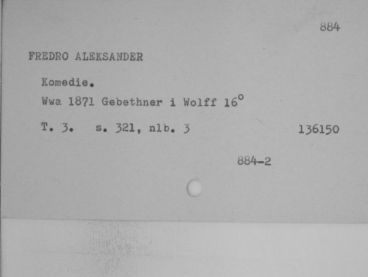 884
FREDRO ALEKSANDER
Komedie.
Wwa 1871 Gebethner i Wolff 16°
T. 3. s. 321, nlb. 3 136150
884-2